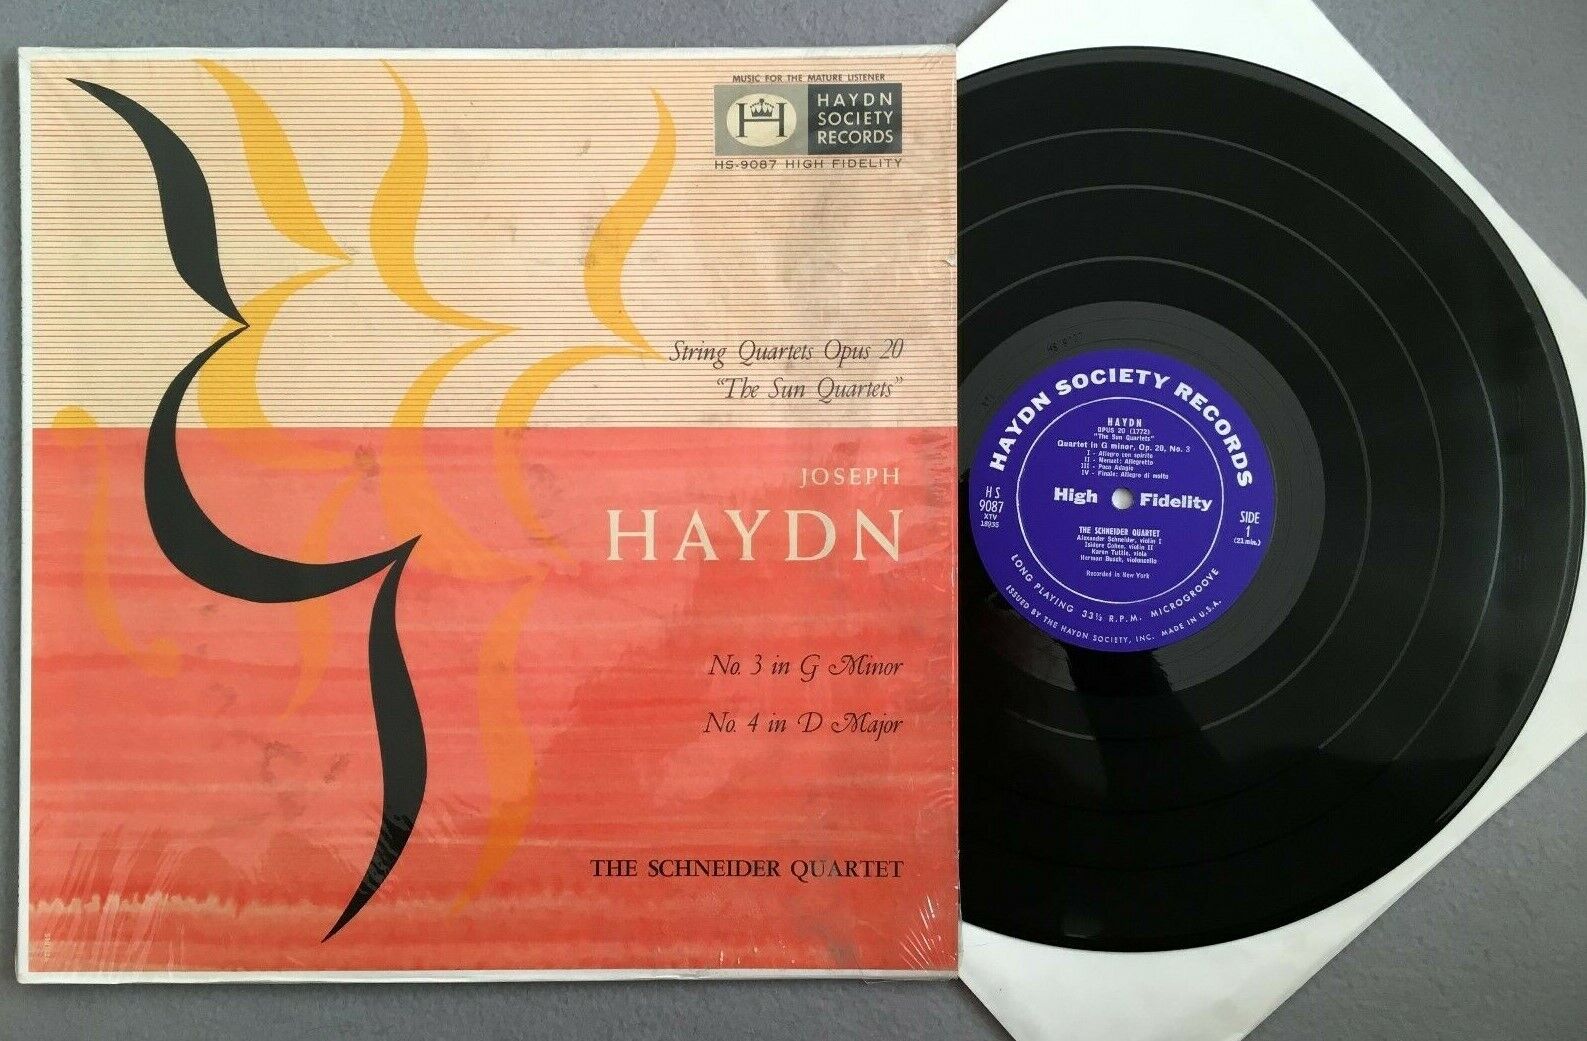 MUSIC FOR THE MATURE LISTENER
H
HAYDN
SOCIETY
RECORDS
HS-9087 HIGH FIDELITY
String Quartets Opus 20
“The Sun Quartets”
JOSEPH
HAYDN
No. 3 in G Minor
No. 4 in D Major
THE SCHNEIDER QUARTET
HAYDN SOCIETY RECORDS
HAYDN
OPUS 20 (1772)
"The Sun Quartets"
Quartet in G minor, Op. 20, No. 3
I - Allegro con spirito
II - Menuet: Allegretto
III - Poco Adagio
IV - Finale: Allegro di molto
HS
9087
XTV
18935
High Fidelity
SIDE
1
(21 min.)
THE SCHNEIDER QUARTET
Alexander Schneider, violin I
Isidore Cohen, violin II
Karen Tuttle, viola
Herman Busch, violoncello
Recorded in New York
LONG PLAYING 33⅓ R.P.M. MICROGROOVE
ISSUED BY THE HAYDN SOCIETY, INC. MADE IN U.S.A.